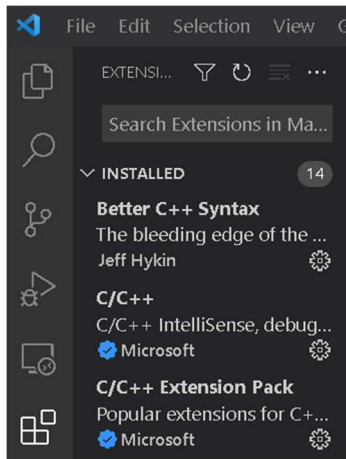 File Edit Selection View G
EXTENSI...
Search Extensions in Ma...
INSTALLED 14
Better C++ Syntax
The bleeding edge of the ...
Jeff Hykin
C/C++
C/C++ IntelliSense, debug...
Microsoft
C/C++ Extension Pack
Popular extensions for C+...
Microsoft